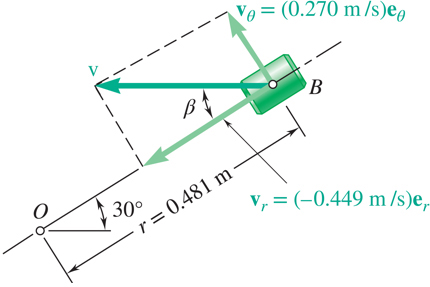 v_θ = (0.270 m/s)e_θ
v
B
β
O
30°
r = 0.481 m
v_r = (−0.449 m/s)e_r